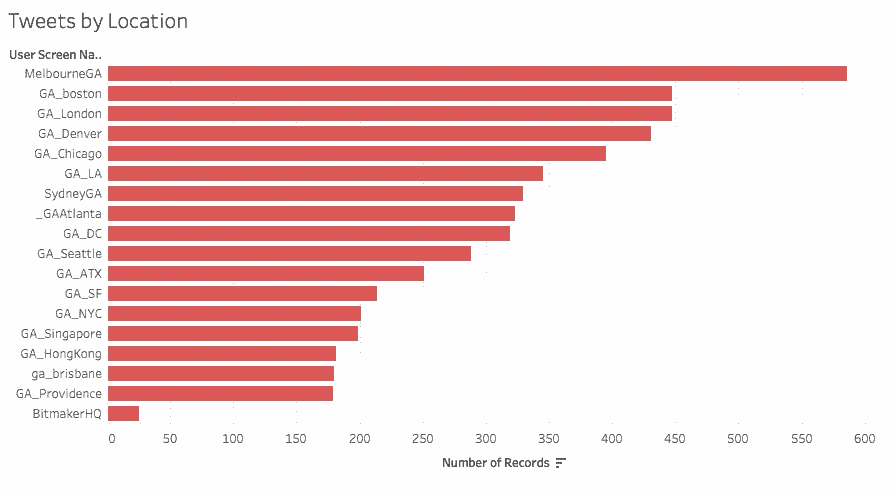 Tweets by Location
User Screen Na..
MelbourneGA
GA_boston
GA_London
GA_Denver
GA_Chicago
GA_LA
SydneyGA
_GAAtlanta
GA_DC
GA_Seattle
GA_ATX
GA_SF
GA_NYC
GA_Singapore
GA_HongKong
ga_brisbane
GA_Providence
BitmakerHQ
0 50 100 150 200 250 300 350 400 450 500 550 600
Number of Records